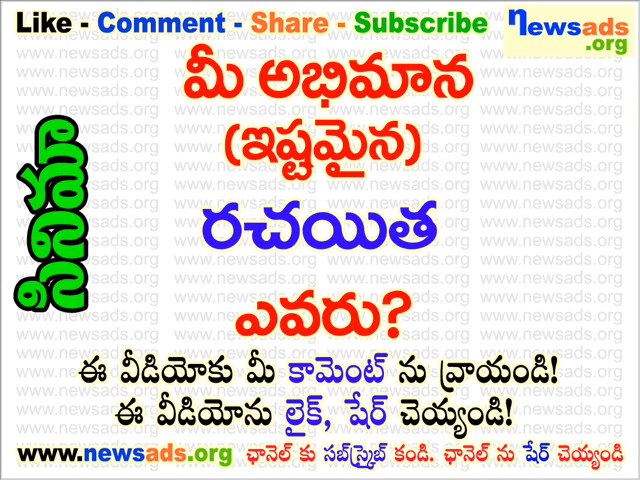 Like - Comment - Share - Subscribe
newsads
.org
మీ అభిమాన
(ఇష్టమైన)
రచయిత
ఎవరు?
సినిమా
ఈ వీడియోకు మీ కామెంట్ ను వ్రాయండి!
ఈ వీడియోను లైక్, షేర్ చెయ్యండి!
www.newsads.org ఛానెల్ కు సబ్‌స్క్రైబ్ కండి. ఛానెల్ ను షేర్ చెయ్యండి